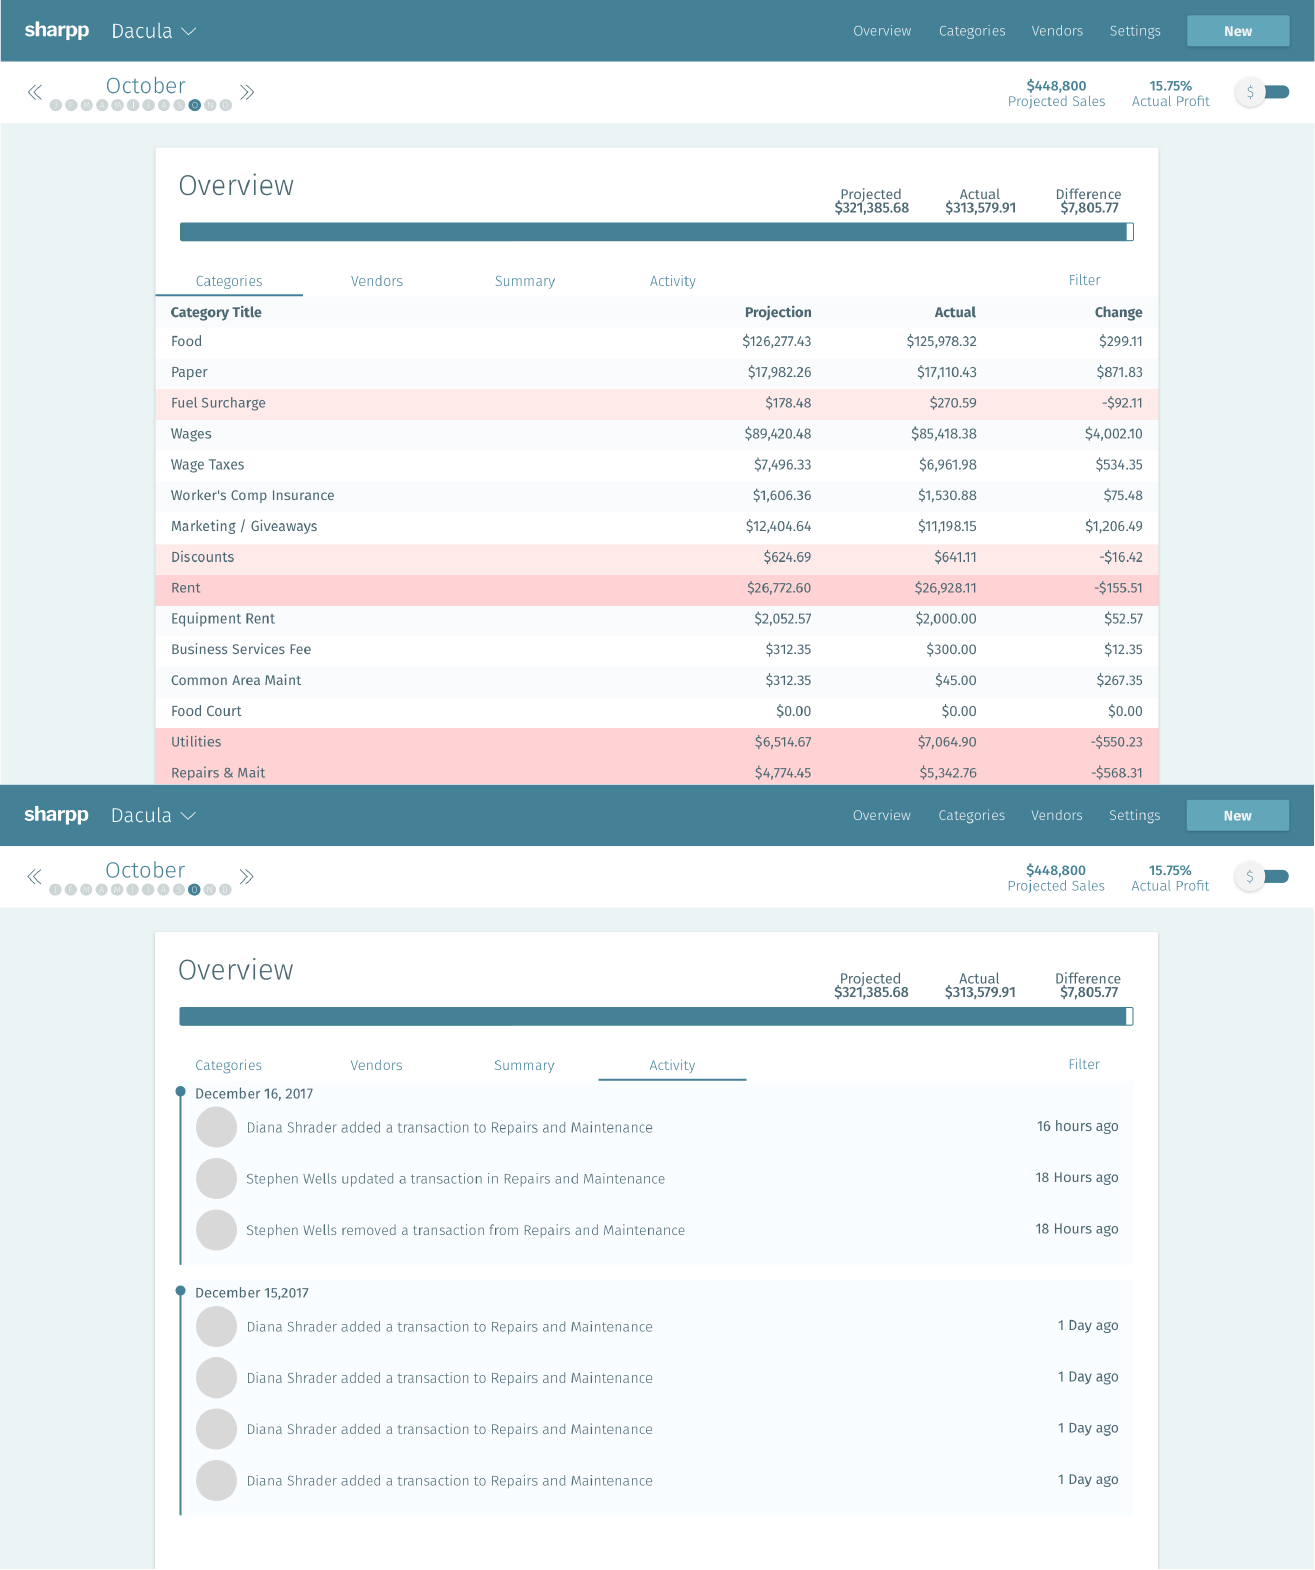 sharpp Dacula Overview Categories Vendors Settings New
October
J F M A M J J A S O N D
$448,800 15.75% $
Projected Sales Actual Profit
Overview
Projected Actual Difference
$321,385.68 $313,579.91 $7,805.77
Categories Vendors Summary Activity Filter
Category Title Projection Actual Change
Food $126,277.43 $125,978.32 $299.11
Paper $17,982.26 $17,110.43 $871.83
Fuel Surcharge $178.48 $270.59 -$92.11
Wages $89,420.48 $85,418.38 $4,002.10
Wage Taxes $7,496.33 $6,961.98 $534.35
Worker's Comp Insurance $1,606.36 $1,530.88 $75.48
Marketing / Giveaways $12,404.64 $11,198.15 $1,206.49
Discounts $624.69 $641.11 -$16.42
Rent $26,772.60 $26,928.11 -$155.51
Equipment Rent $2,052.57 $2,000.00 $52.57
Business Services Fee $312.35 $300.00 $12.35
Common Area Maint $312.35 $45.00 $267.35
Food Court $0.00 $0.00 $0.00
Utilities $6,514.67 $7,064.90 -$550.23
Repairs & Mait $4,774.45 $5,342.76 -$568.31
sharpp Dacula Overview Categories Vendors Settings New
October
J F M A M J J A S O N D
$448,800 15.75% $
Projected Sales Actual Profit
Overview
Projected Actual Difference
$321,385.68 $313,579.91 $7,805.77
Categories Vendors Summary Activity Filter
December 16, 2017
Diana Shrader added a transaction to Repairs and Maintenance 16 hours ago
Stephen Wells updated a transaction in Repairs and Maintenance 18 Hours ago
Stephen Wells removed a transaction from Repairs and Maintenance 18 Hours ago
December 15,2017
Diana Shrader added a transaction to Repairs and Maintenance 1 Day ago
Diana Shrader added a transaction to Repairs and Maintenance 1 Day ago
Diana Shrader added a transaction to Repairs and Maintenance 1 Day ago
Diana Shrader added a transaction to Repairs and Maintenance 1 Day ago